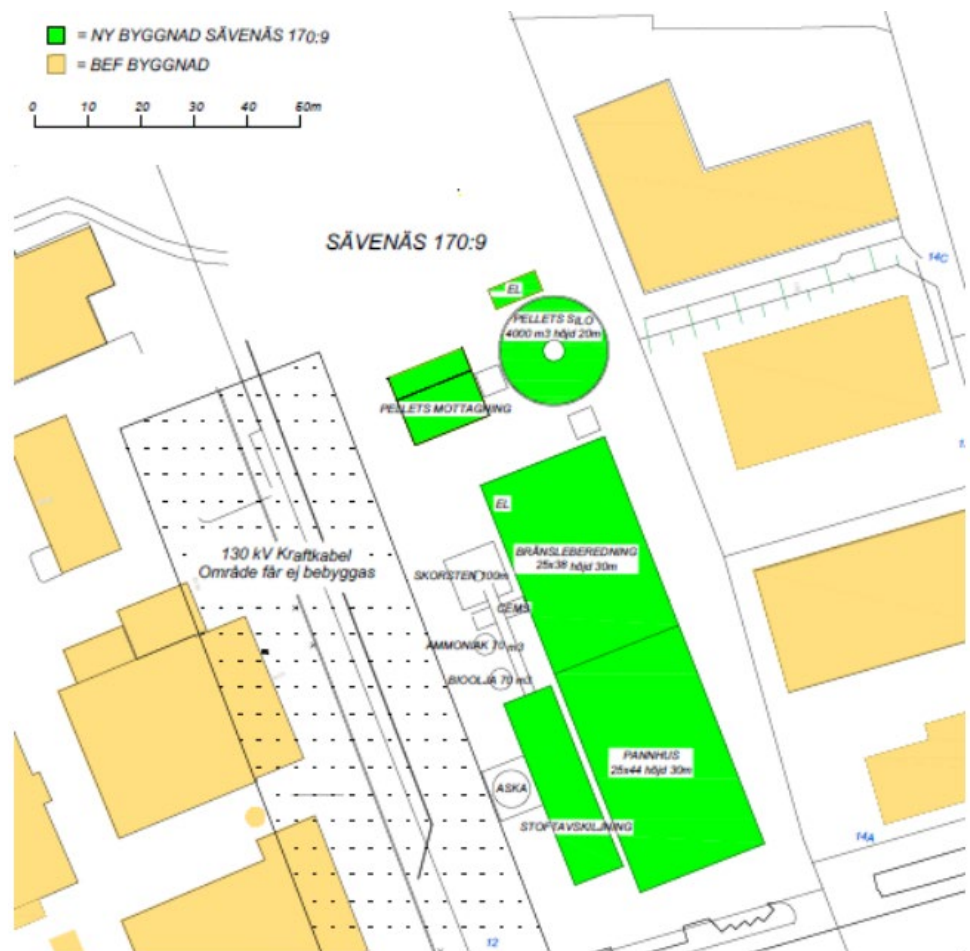 = NY BYGGNAD SÄVENÄS 170:9
= BEF BYGGNAD
0 10 20 30 40 50m
SÄVENÄS 170:9
14C
EL
PELLETS SILO
4000 m3 höjd 20m
PELLETS MOTTAGNING
EL
130 kV Kraftkabel
Område får ej bebyggas
BRÄNSLEBEREDNING
25x38 höjd 30m
SKORSTEN 100m
CEMS
AMMONIAK 70 m3
BIOOLJA 70 m3
PANNHUS
25x44 höjd 30m
ASKA
STOFTAVSKILJNING
14A
12